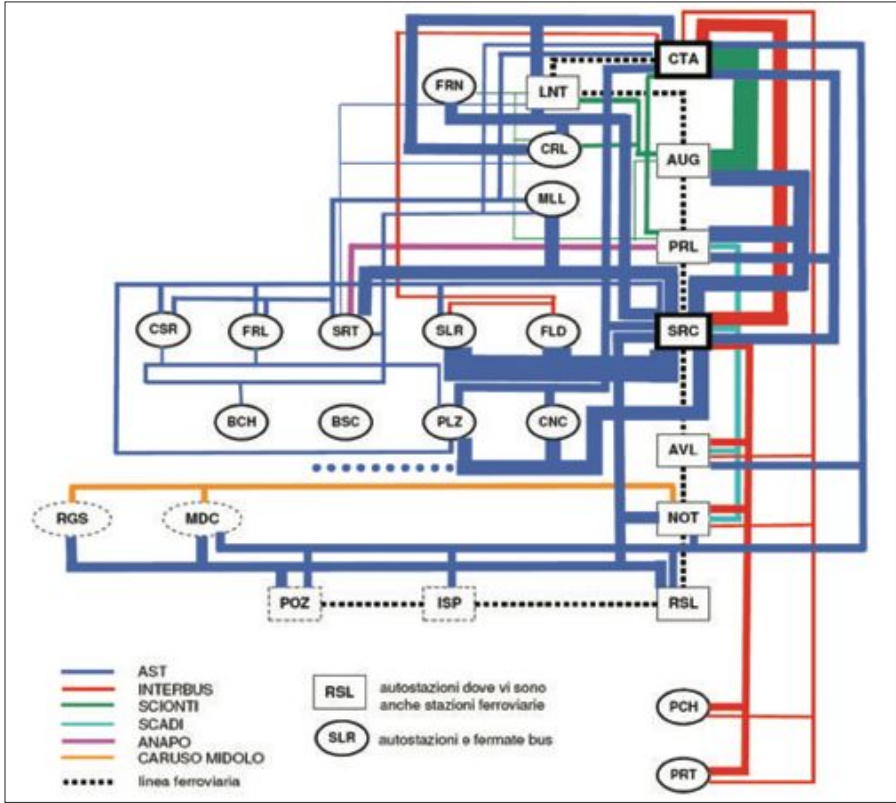 CTA
FRN
LNT
CRL
AUG
MLL
PRL
CSR
FRL
SRT
SLR
FLD
SRC
BCH
BSC
PLZ
CNC
AVL
RGS
MDC
NOT
POZ
ISP
RSL
AST
INTERBUS
SCIONTI
SCADI
ANAPO
CARUSO MIDOLO
linea ferroviaria
RSL
autostazioni dove vi sono
anche stazioni ferroviarie
SLR
autostazioni e fermate bus
PCH
PRT